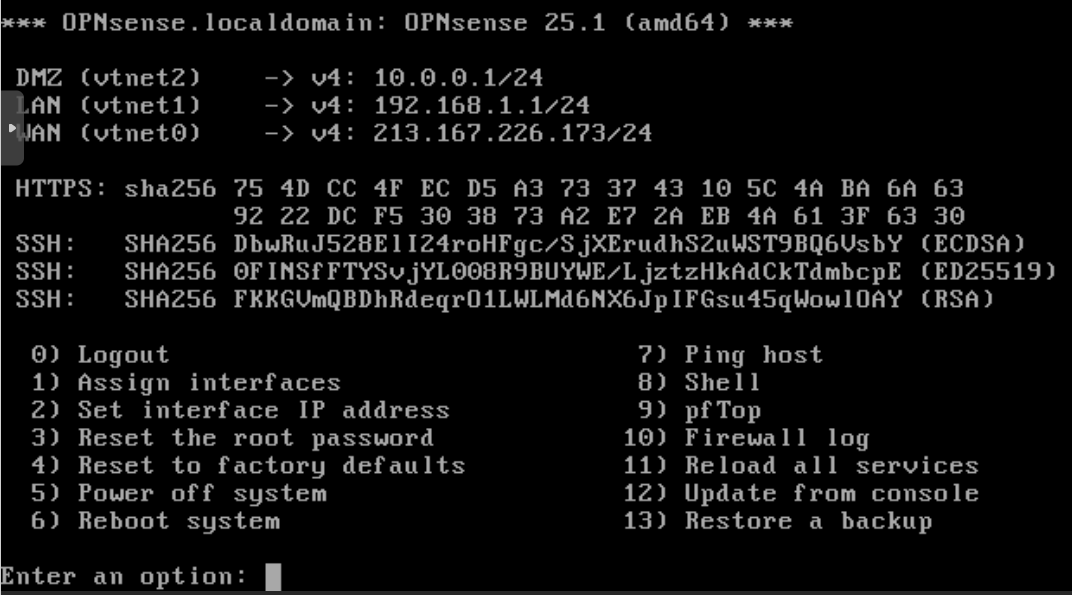 *** OPNsense.localdomain: OPNsense 25.1 (amd64) ***
DMZ (vtnet2) -> v4: 10.0.0.1/24
LAN (vtnet1) -> v4: 192.168.1.1/24
WAN (vtnet0) -> v4: 213.167.226.173/24
HTTPS: sha256 75 4D CC 4F EC D5 A3 73 37 43 10 5C 4A BA 6A 63
92 22 DC F5 30 38 73 A2 E7 2A EB 4A 61 3F 63 30
SSH: SHA256 DbwRuJ528ElI24roHFgc/SjXErudhS2uWST9BQ6VsbY (ECDSA)
SSH: SHA256 0FINSfFTYSvjYL008R9BUYWE/LjztzHkAdCkTdmbcpE (ED25519)
SSH: SHA256 FKKGVmQBDhRdeqrO1LWLMd6NX6JpIFGsu45qWowlOAY (RSA)
0) Logout 7) Ping host
1) Assign interfaces 8) Shell
2) Set interface IP address 9) pfTop
3) Reset the root password 10) Firewall log
4) Reset to factory defaults 11) Reload all services
5) Power off system 12) Update from console
6) Reboot system 13) Restore a backup
Enter an option: